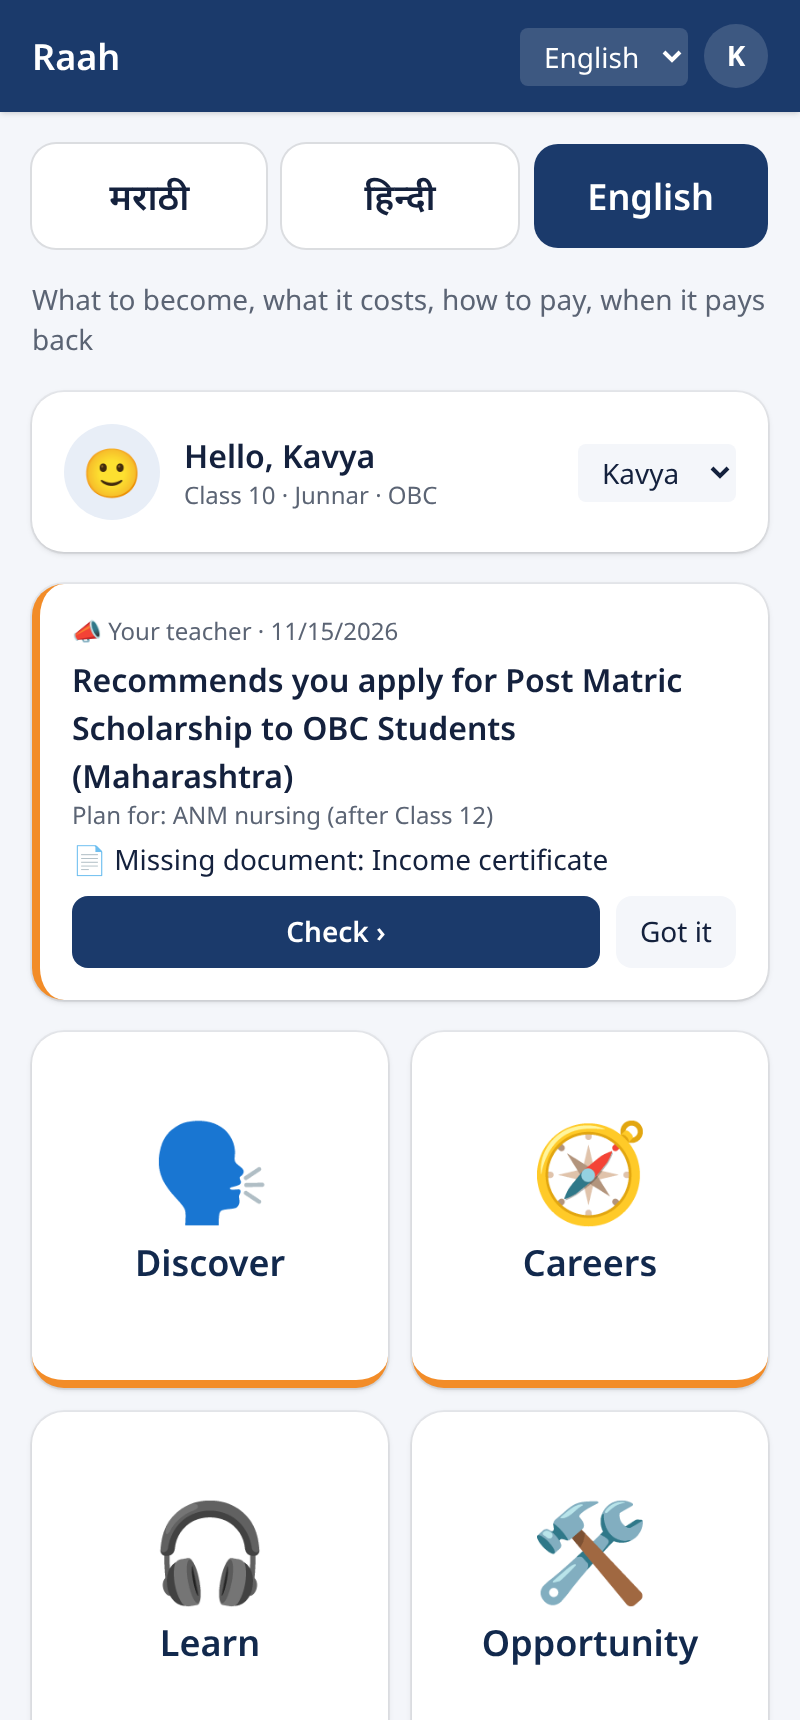 Raah
English
K
मराठी
हिन्दी
English
What to become, what it costs, how to pay, when it pays
back
Hello, Kavya
Class 10 · Junnar · OBC
Kavya
Your teacher · 11/15/2026
Recommends you apply for Post Matric
Scholarship to OBC Students
(Maharashtra)
Plan for: ANM nursing (after Class 12)
Missing document: Income certificate
Check ›
Got it
Discover
Careers
Learn
Opportunity